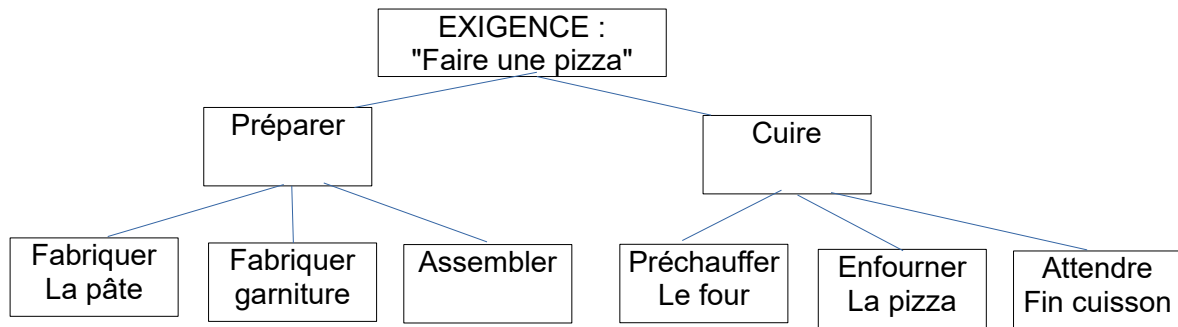 EXIGENCE :
"Faire une pizza"
Préparer
Cuire
Fabriquer
La pâte
Fabriquer
garniture
Assembler
Préchauffer
Le four
Enfourner
La pizza
Attendre
Fin cuisson